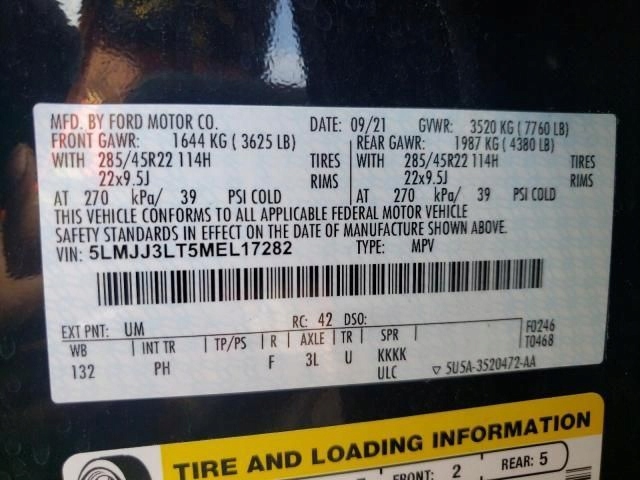 MFD. BY FORD MOTOR CO. DATE: 09/21 GVWR: 3520 KG ( 7760 LB)
FRONT GAWR: 1644 KG ( 3625 LB) REAR GAWR: 1987 KG ( 4380 LB)
WITH 285/45R22 114H TIRES WITH 285/45R22 114H TIRES
22x9.5J RIMS 22x9.5J RIMS
AT 270 kPa/ 39 PSI COLD AT 270 kPa/ 39 PSI COLD
THIS VEHICLE CONFORMS TO ALL APPLICABLE FEDERAL MOTOR VEHICLE
SAFETY STANDARDS IN EFFECT ON THE DATE OF MANUFACTURE SHOWN ABOVE.
VIN: 5LMJJ3LT5MEL17282 TYPE: MPV
EXT PNT: UM RC: 42 DSO: F0246
WB INT TR TP/PS R AXLE TR SPR T0468
132 PH F 3L U KKKK
ULC ▽ 5U5A-3520472-AA
TIRE AND LOADING INFORMATION
FRONT: 2 REAR: 5